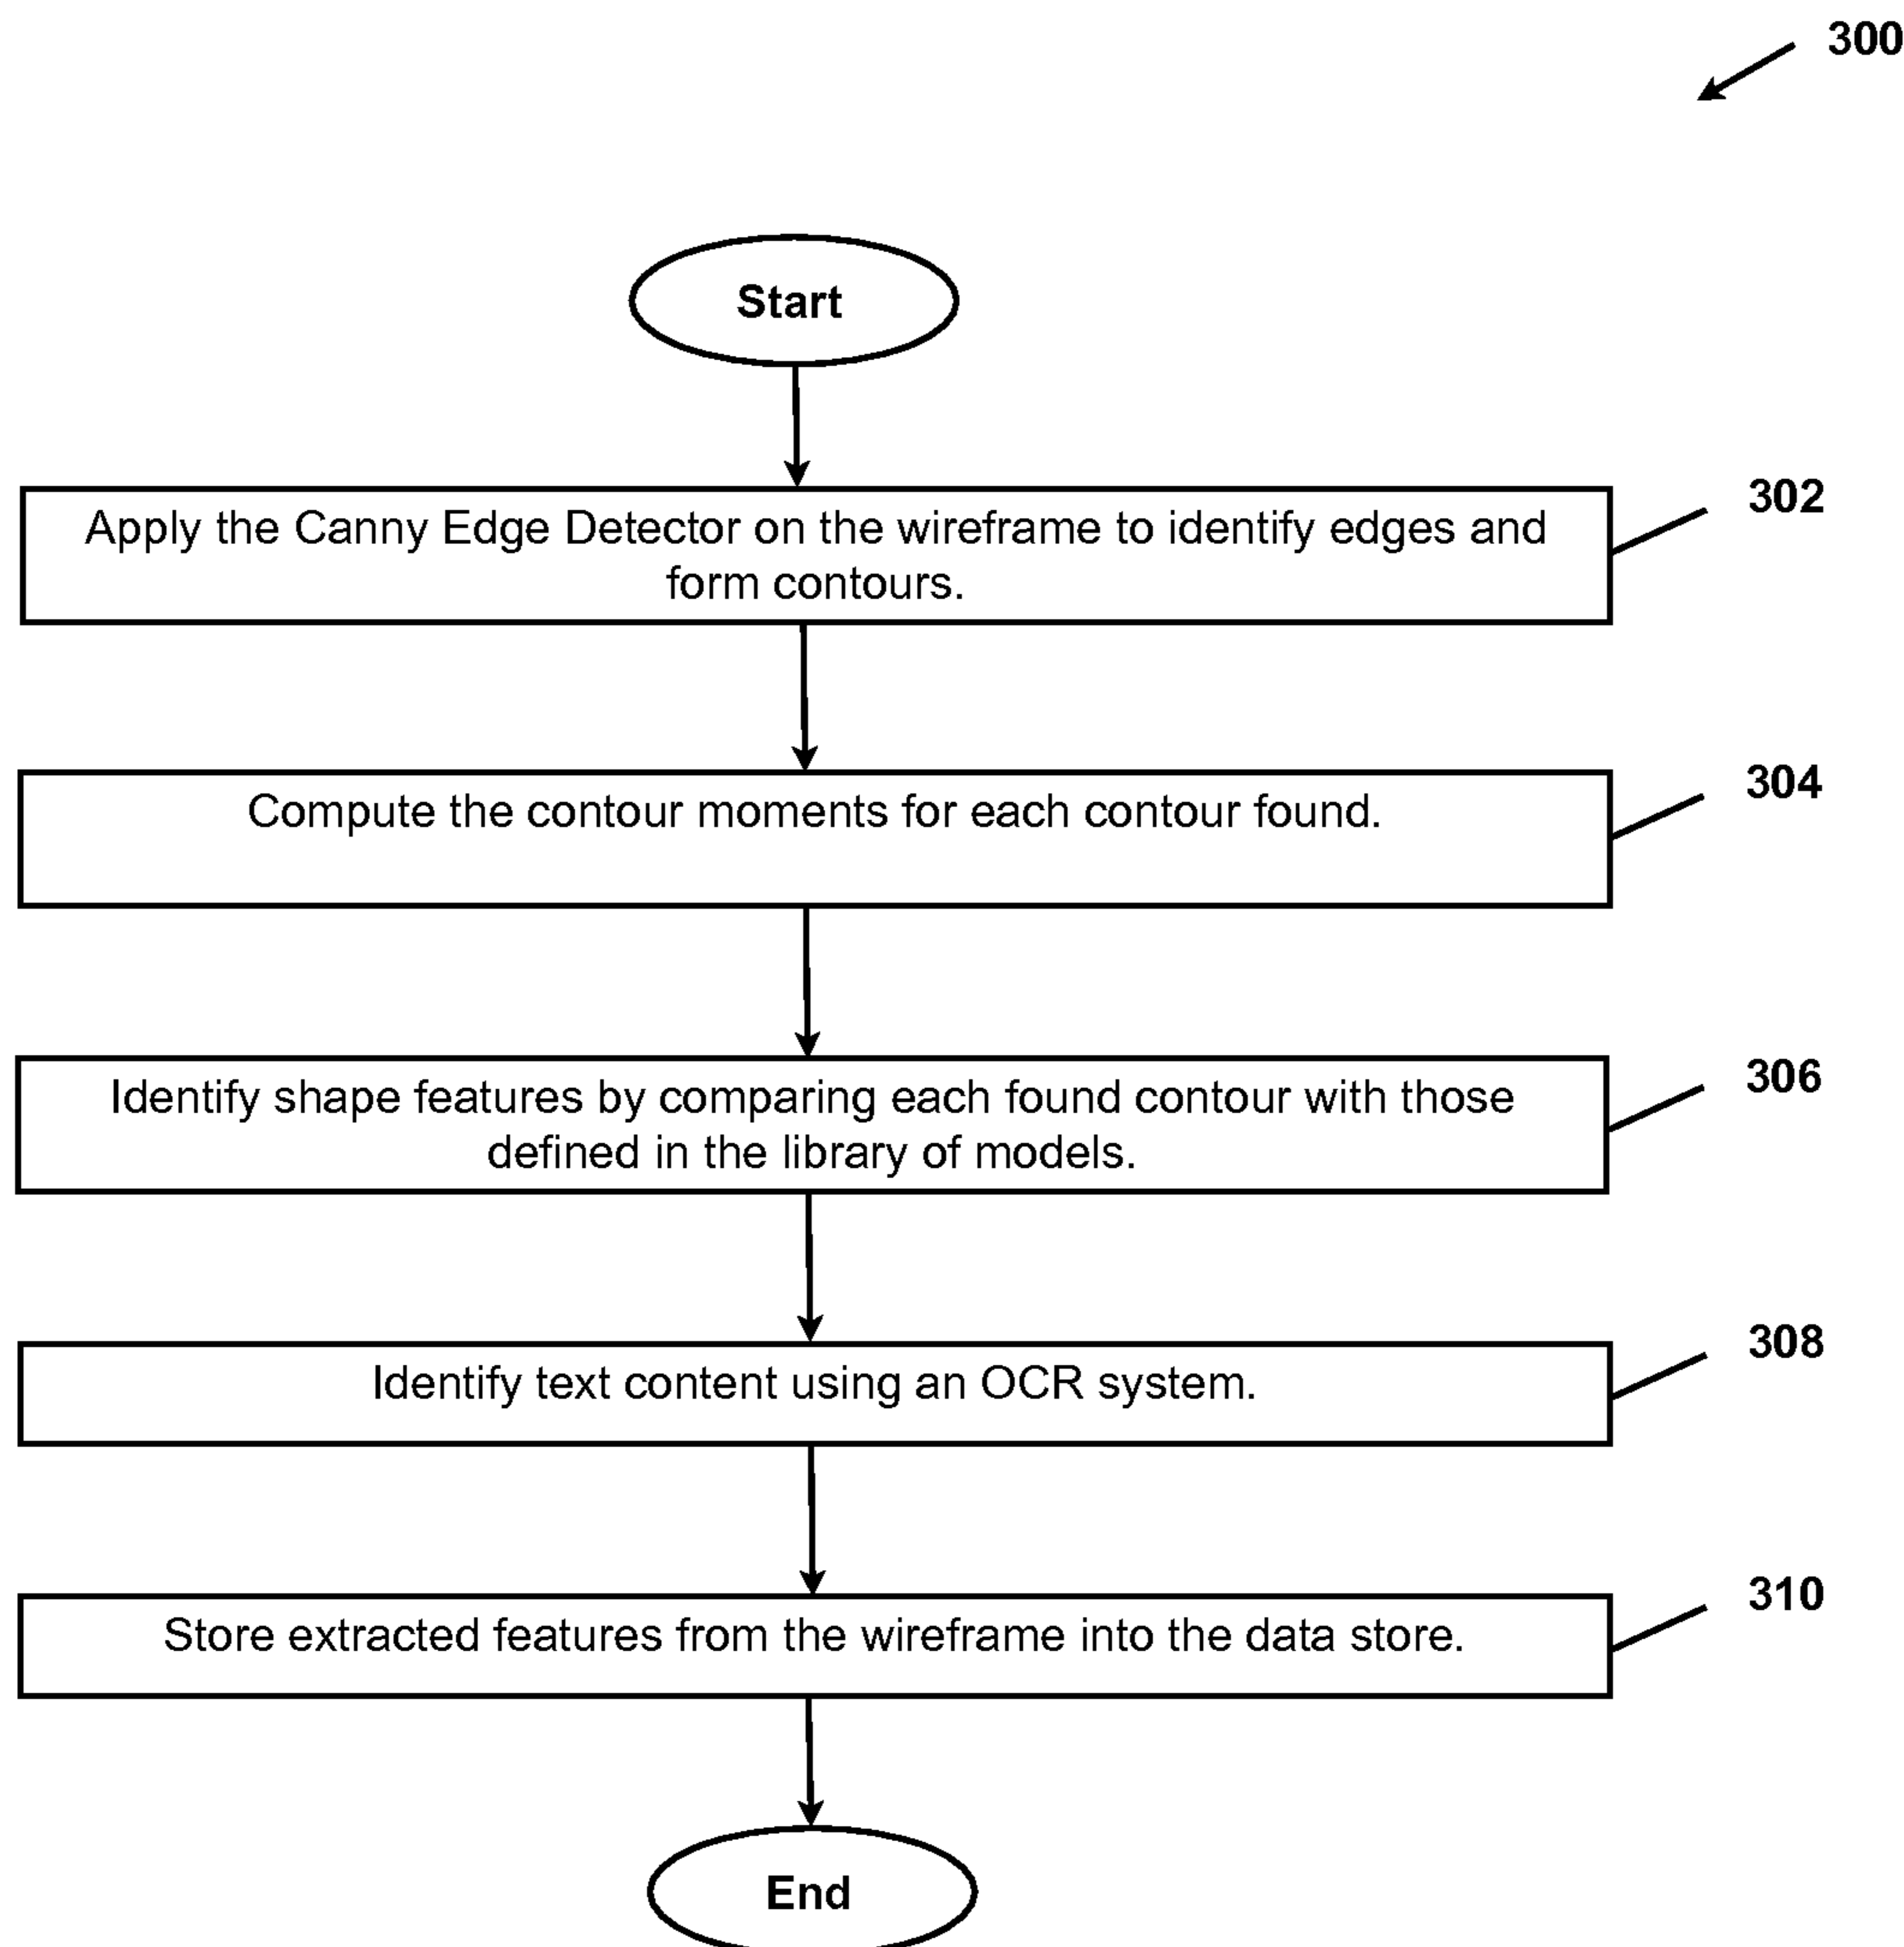 300
Start
302
Apply the Canny Edge Detector on the wireframe to identify edges and
form contours.
304
Compute the contour moments for each contour found.
306
Identify shape features by comparing each found contour with those
defined in the library of models.
308
Identify text content using an OCR system.
310
Store extracted features from the wireframe into the data store.
End